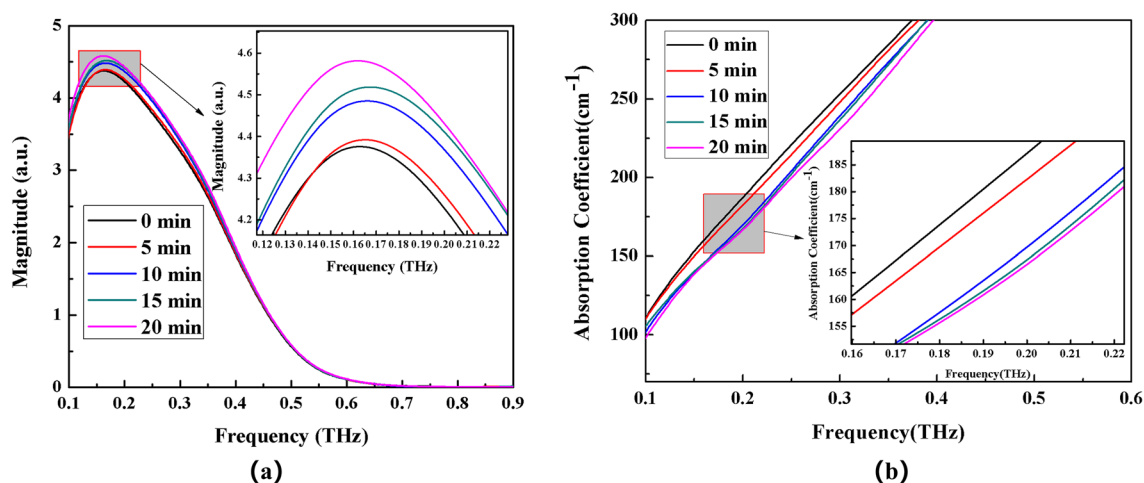 5
4
3
2
1
0
Magnitude (a.u.)
0.1 0.2 0.3 0.4 0.5 0.6 0.7 0.8 0.9
Frequency (THz)
0 min
5 min
10 min
15 min
20 min
4.6
4.5
4.4
4.3
4.2
Magnitude (a.u.)
0.12 0.13 0.14 0.15 0.16 0.17 0.18 0.19 0.20 0.21 0.22
Frequency (THz)
(a)
300
250
200
150
100
Absorption Coefficient(cm-1)
0.1 0.2 0.3 0.4 0.5 0.6
Frequency(THz)
0 min
5 min
10 min
15 min
20 min
185
180
175
170
165
160
155
Absorption Coefficient(cm-1)
0.16 0.17 0.18 0.19 0.20 0.21 0.22
Frequency(THz)
(b)